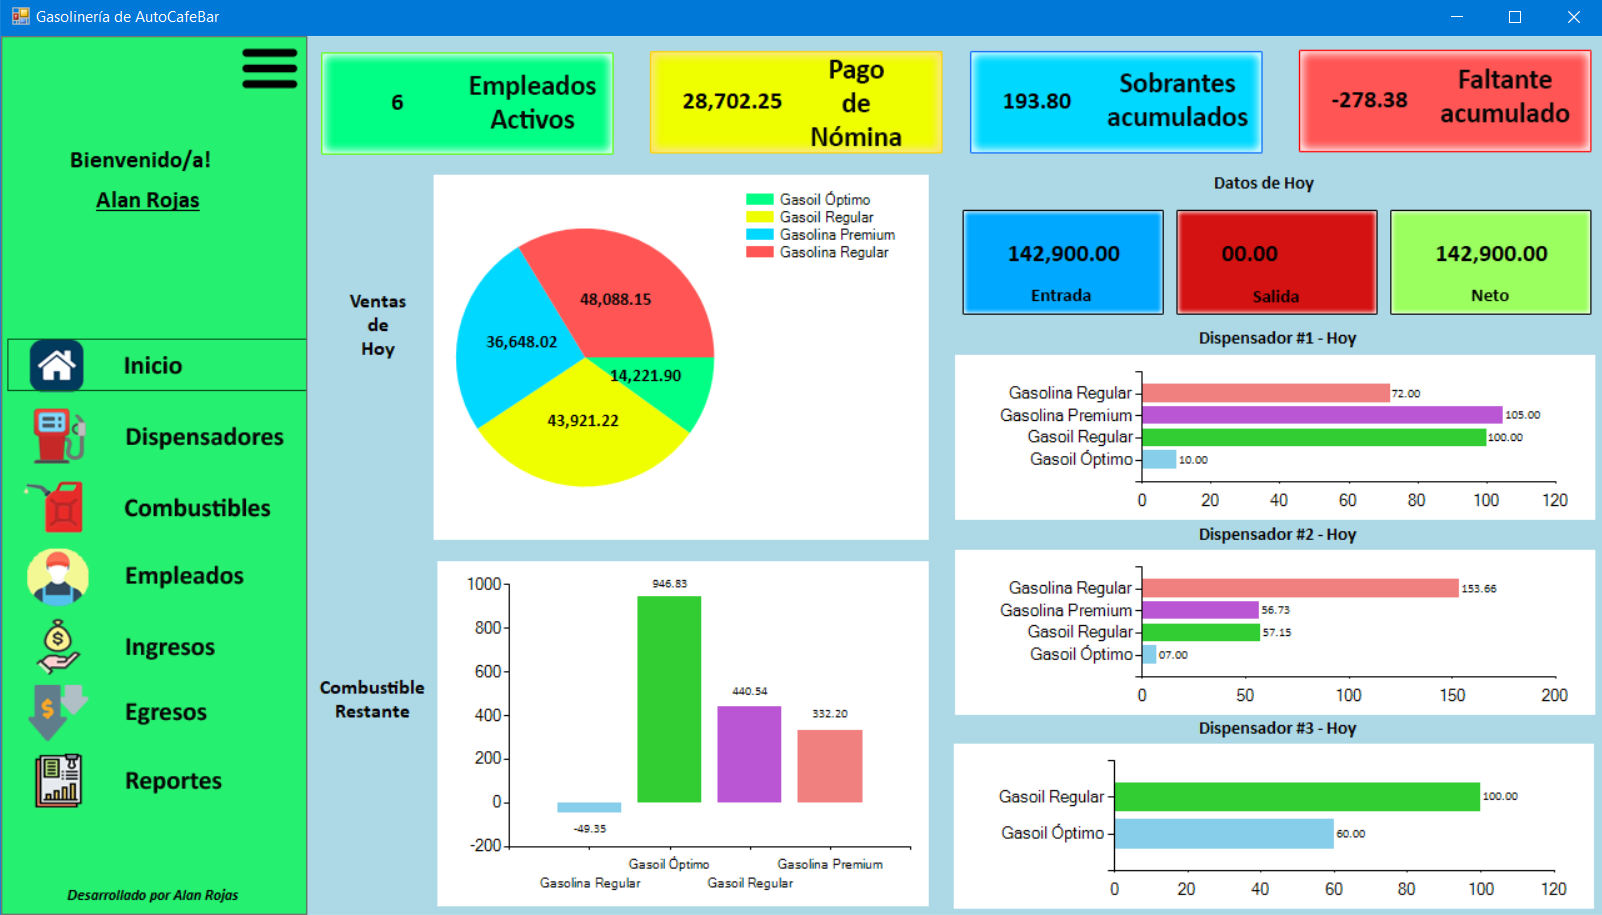 Gasolinería de AutoCafeBar
Bienvenido/a!
Alan Rojas
Inicio
Dispensadores
Combustibles
Empleados
Ingresos
Egresos
Reportes
Desarrollado por Alan Rojas
6
Empleados
Activos
28,702.25
Pago
de
Nómina
193.80
Sobrantes
acumulados
-278.38
Faltante
acumulado
Ventas
de
Hoy
Gasoil Óptimo
Gasoil Regular
Gasolina Premium
Gasolina Regular
48,088.15
36,648.02
14,221.90
43,921.22
Datos de Hoy
142,900.00
Entrada
00.00
Salida
142,900.00
Neto
Dispensador #1 - Hoy
Gasolina Regular 72.00
Gasolina Premium 105.00
Gasoil Regular 100.00
Gasoil Óptimo 10.00
0 20 40 60 80 100 120
Dispensador #2 - Hoy
Gasolina Regular 153.66
Gasolina Premium 56.73
Gasoil Regular 57.15
Gasoil Óptimo 07.00
0 50 100 150 200
Dispensador #3 - Hoy
Gasoil Regular 100.00
Gasoil Óptimo 60.00
0 20 40 60 80 100 120
Combustible
Restante
1000
800
600
400
200
0
-200
946.83
440.54
332.20
-49.35
Gasoil Óptimo Gasolina Premium
Gasolina Regular Gasoil Regular